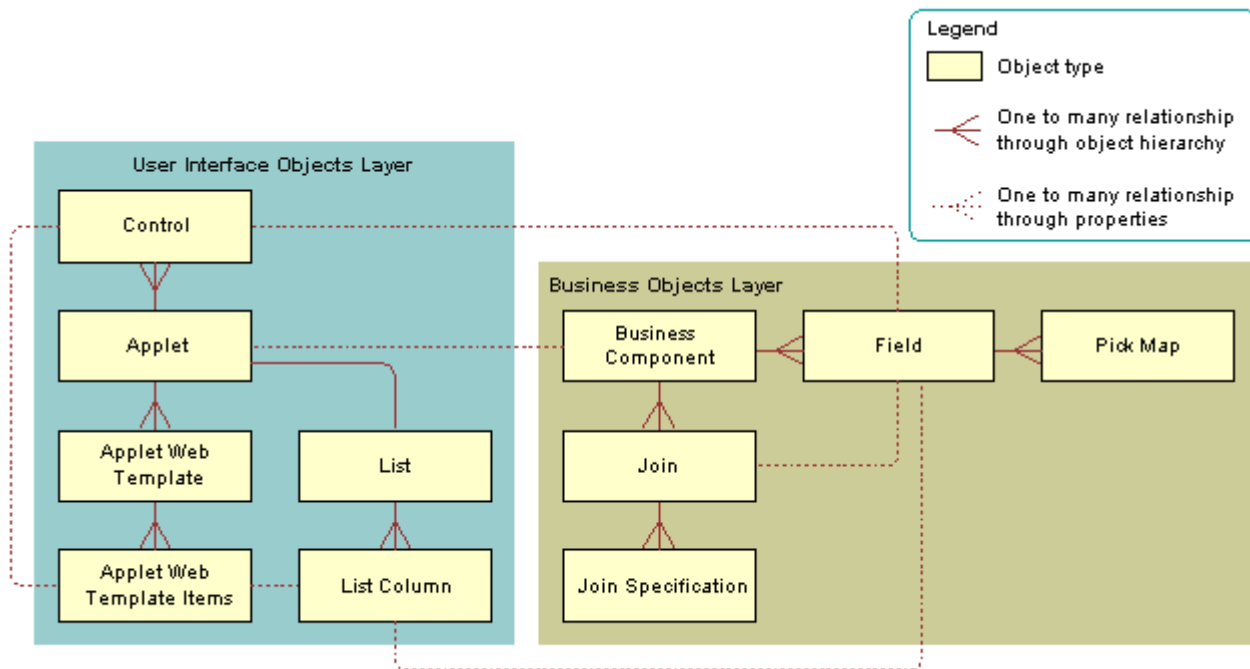 Legend
Object type
One to many relationship
through object hierarchy
One to many relationship
through properties
User Interface Objects Layer
Control
Applet
Applet Web
Template
List
Applet Web
Template Items
List Column
Business Objects Layer
Business
Component
Field
Pick Map
Join
Join Specification